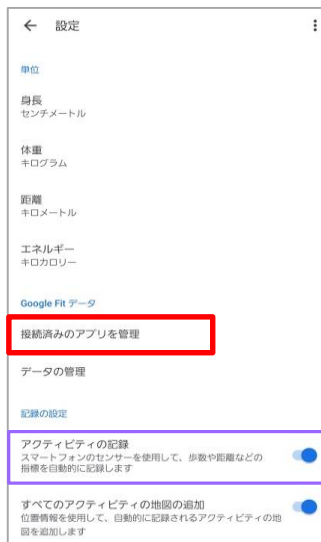 設定
単位
身長
センチメートル
体重
キログラム
距離
キロメートル
エネルギー
キロカロリー
Google Fit データ
接続済みのアプリを管理
データの管理
記録の設定
アクティビティの記録
スマートフォンのセンサーを使用して、歩数や距離などの
指標を自動的に記録します
すべてのアクティビティの地図の追加
位置情報を使用して、自動的に記録されるアクティビティの地
図を追加します